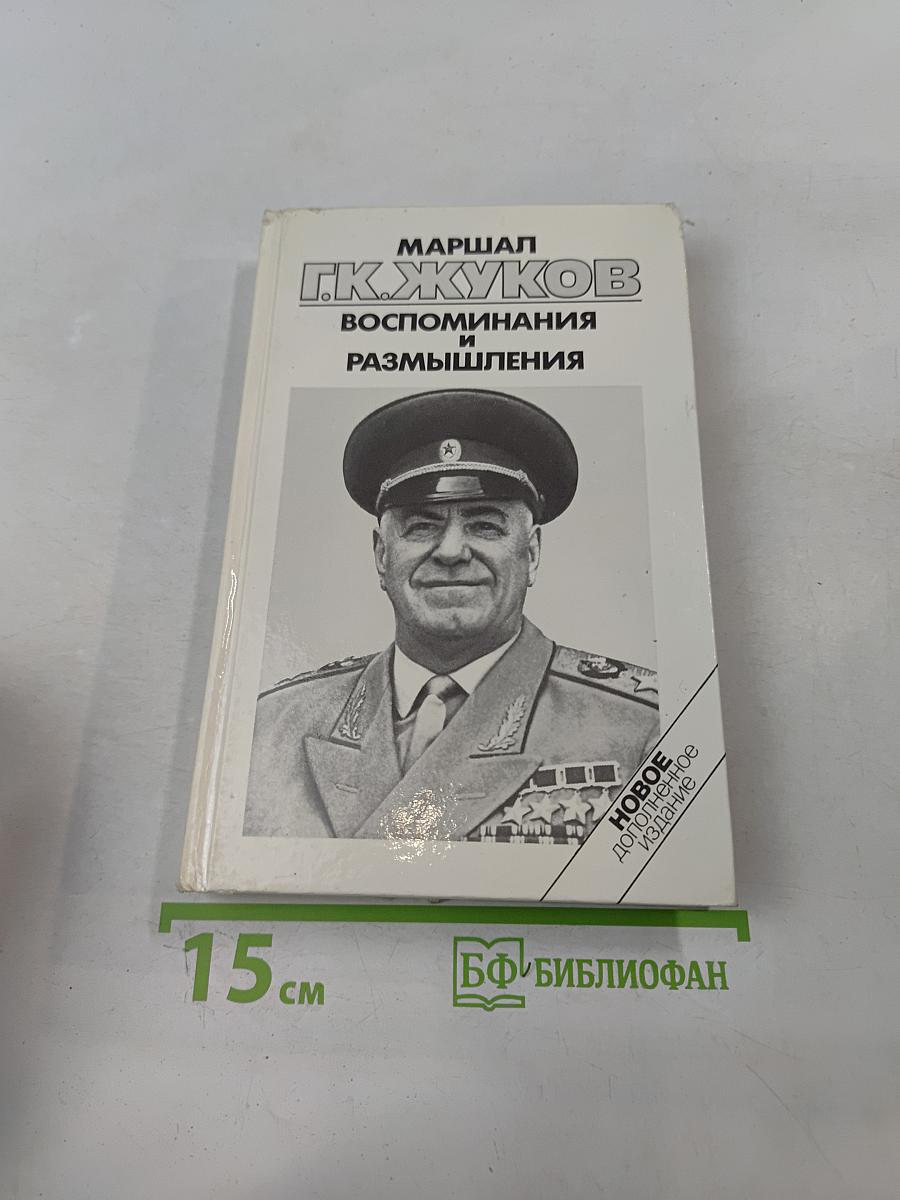 МАРШАЛ
Г.К.ЖУКОВ
ВОСПОМИНАНИЯ
и
РАЗМЫШЛЕНИЯ
НОВОЕ
дополненное
издание
15 см
БФ БИБЛИОФАН